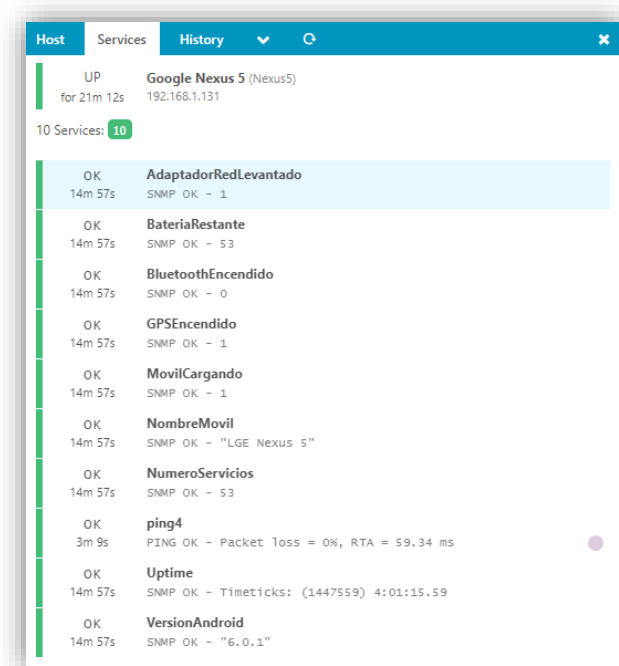 Host Services History
UP Google Nexus 5 (Nexus5)
for 21m 12s 192.168.1.131
10 Services: 10
OK AdaptadorRedLevantado
14m 57s SNMP OK - 1
OK BateriaRestante
14m 57s SNMP OK - 53
OK BluetoothEncendido
14m 57s SNMP OK - 0
OK GPSEncendido
14m 57s SNMP OK - 1
OK MovilCargando
14m 57s SNMP OK - 1
OK NombreMovil
14m 57s SNMP OK - "LGE Nexus 5"
OK NumeroServicios
14m 57s SNMP OK - 53
OK ping4
3m 9s PING OK - Packet loss = 0%, RTA = 59.34 ms
OK Uptime
14m 57s SNMP OK - Timeticks: (1447559) 4:01:15.59
OK VersionAndroid
14m 57s SNMP OK - "6.0.1"